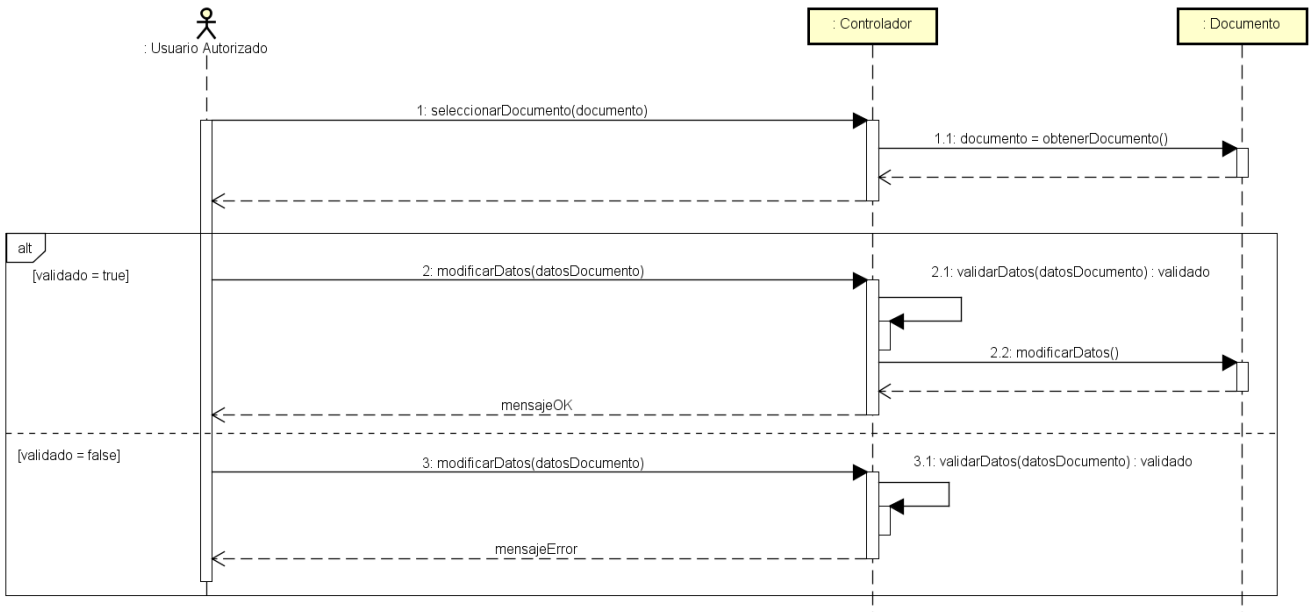 : Usuario Autorizado
: Controlador
: Documento
1: seleccionarDocumento(documento)
1.1: documento = obtenerDocumento()
alt
[validado = true]
2: modificarDatos(datosDocumento)
2.1: validarDatos(datosDocumento) : validado
2.2: modificarDatos()
mensajeOK
[validado = false]
3: modificarDatos(datosDocumento)
3.1: validarDatos(datosDocumento) : validado
mensajeError